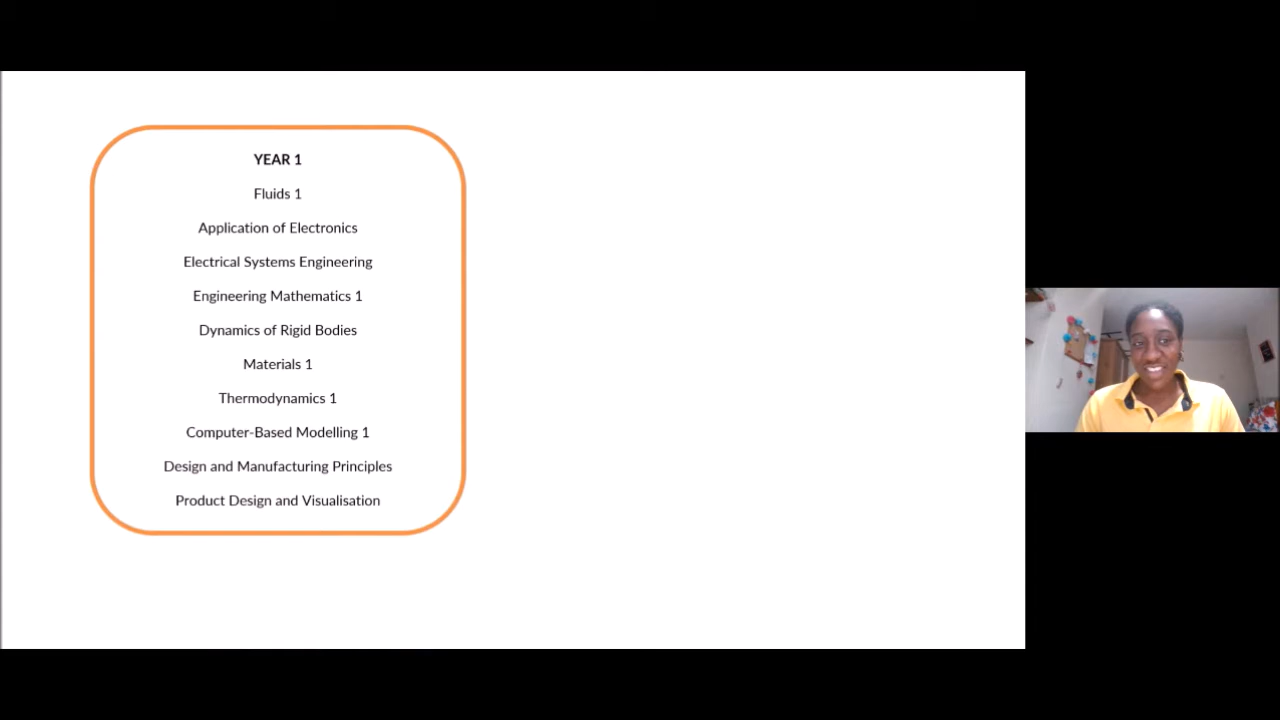 YEAR 1
Fluids 1
Application of Electronics
Electrical Systems Engineering
Engineering Mathematics 1
Dynamics of Rigid Bodies
Materials 1
Thermodynamics 1
Computer-Based Modelling 1
Design and Manufacturing Principles
Product Design and Visualisation